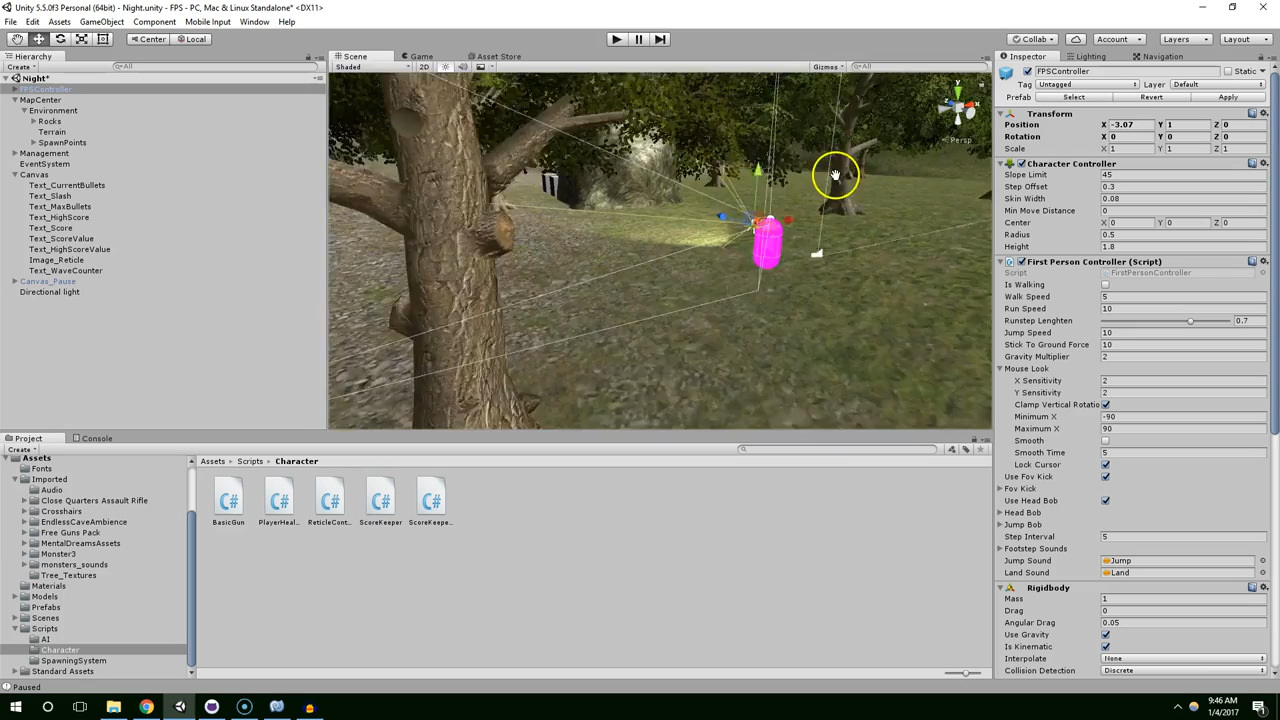 Unity 5.5.0f3 Personal (64bit) - Night.unity - FPS - PC, Mac & Linux Standalone* <DX11>
File Edit Assets GameObject Component Mobile Input Window Help
Center Local Collab Account Layers Layout
Hierarchy
Create All
Night*
FPSController
MapCenter
Environment
Rocks
Terrain
SpawnPoints
Management
EventSystem
Canvas
Text_CurrentBullets
Text_Slash
Text_MaxBullets
Text_HighScore
Text_Score
Text_ScoreValue
Text_HighScoreValue
Image_Reticle
Text_WaveCounter
Canvas_Pause
Directional light
Scene Game Asset Store
Shaded 2D Gizmos All
y
x
z
Persp
Inspector Lighting Navigation
FPSController Static
Tag Untagged Layer Default
Prefab Select Revert Apply
Transform
Position X -3.07 Y 1 Z 0
Rotation X 0 Y 0 Z 0
Scale X 1 Y 1 Z 1
Character Controller
Slope Limit 45
Step Offset 0.3
Skin Width 0.08
Min Move Distance 0
Center X 0 Y 0 Z 0
Radius 0.5
Height 1.8
First Person Controller (Script)
Script FirstPersonController
Is Walking
Walk Speed 5
Run Speed 10
Runstep Lenghten 0.7
Jump Speed 10
Stick To Ground Force 10
Gravity Multiplier 2
Mouse Look
X Sensitivity 2
Y Sensitivity 2
Clamp Vertical Rotatio
Minimum X -90
Maximum X 90
Smooth
Smooth Time 5
Lock Cursor
Use Fov Kick
Fov Kick
Use Head Bob
Head Bob
Jump Bob
Step Interval 5
Footstep Sounds
Jump Sound Jump
Land Sound Land
Rigidbody
Mass 1
Drag 0
Angular Drag 0.05
Use Gravity
Is Kinematic
Interpolate None
Collision Detection Discrete
Project Console
Create
Assets
Fonts
Imported
Audio
Close Quarters Assault Rifle
Crosshairs
EndlessCaveAmbience
Free Guns Pack
MentalDreamsAssets
Monster3
monsters_sounds
Tree_Textures
Materials
Models
Prefabs
Scenes
Scripts
AI
Character
SpawningSystem
Standard Assets
Assets Scripts Character
C# C# C# C# C#
BasicGun PlayerHeal... ReticleCont... ScoreKeeper ScoreKeepe...
Paused
9:46 AM
1/4/2017
1